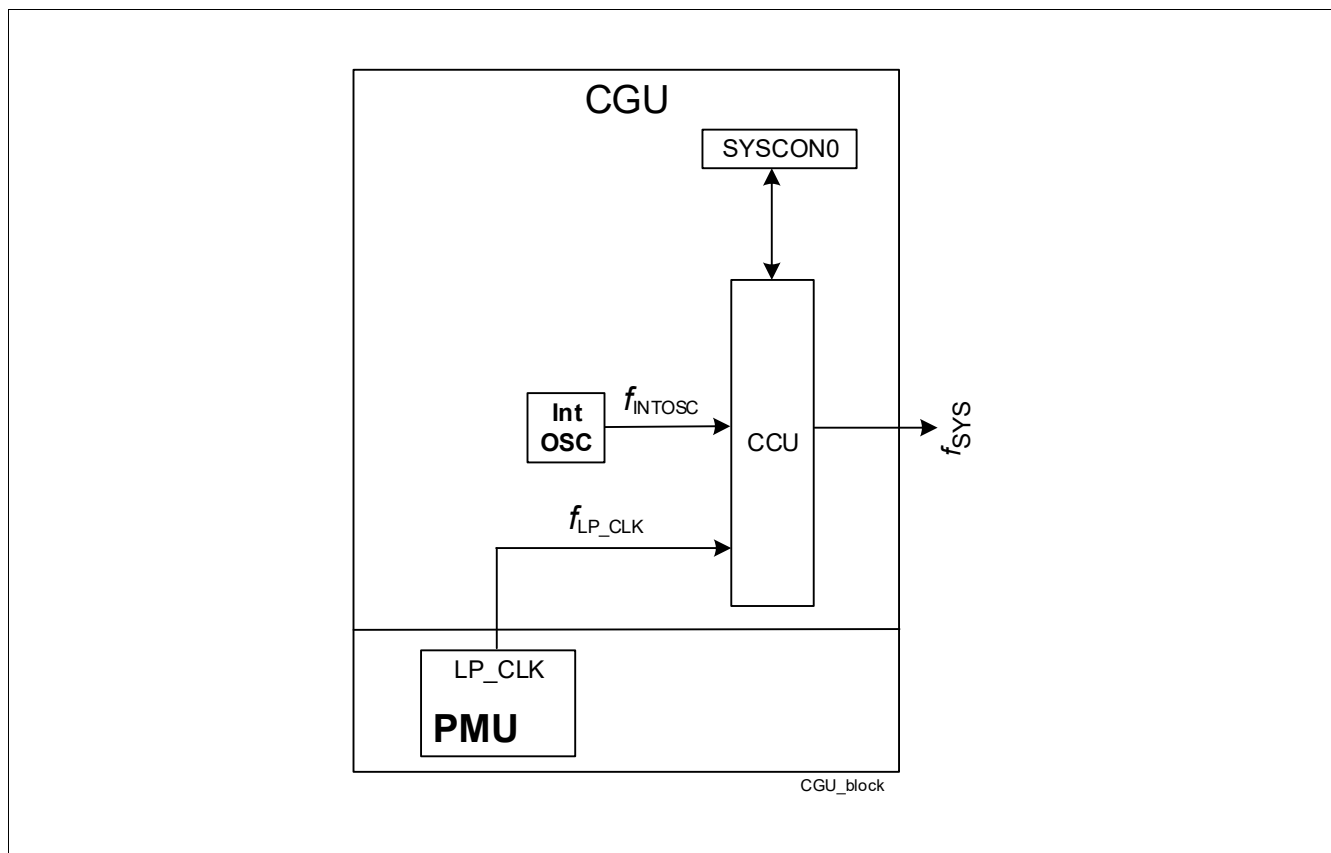 CGU
SYSCON0
fINTOSC
Int
OSC
CCU
fSYS
fLP_CLK
LP_CLK
PMU
CGU_block